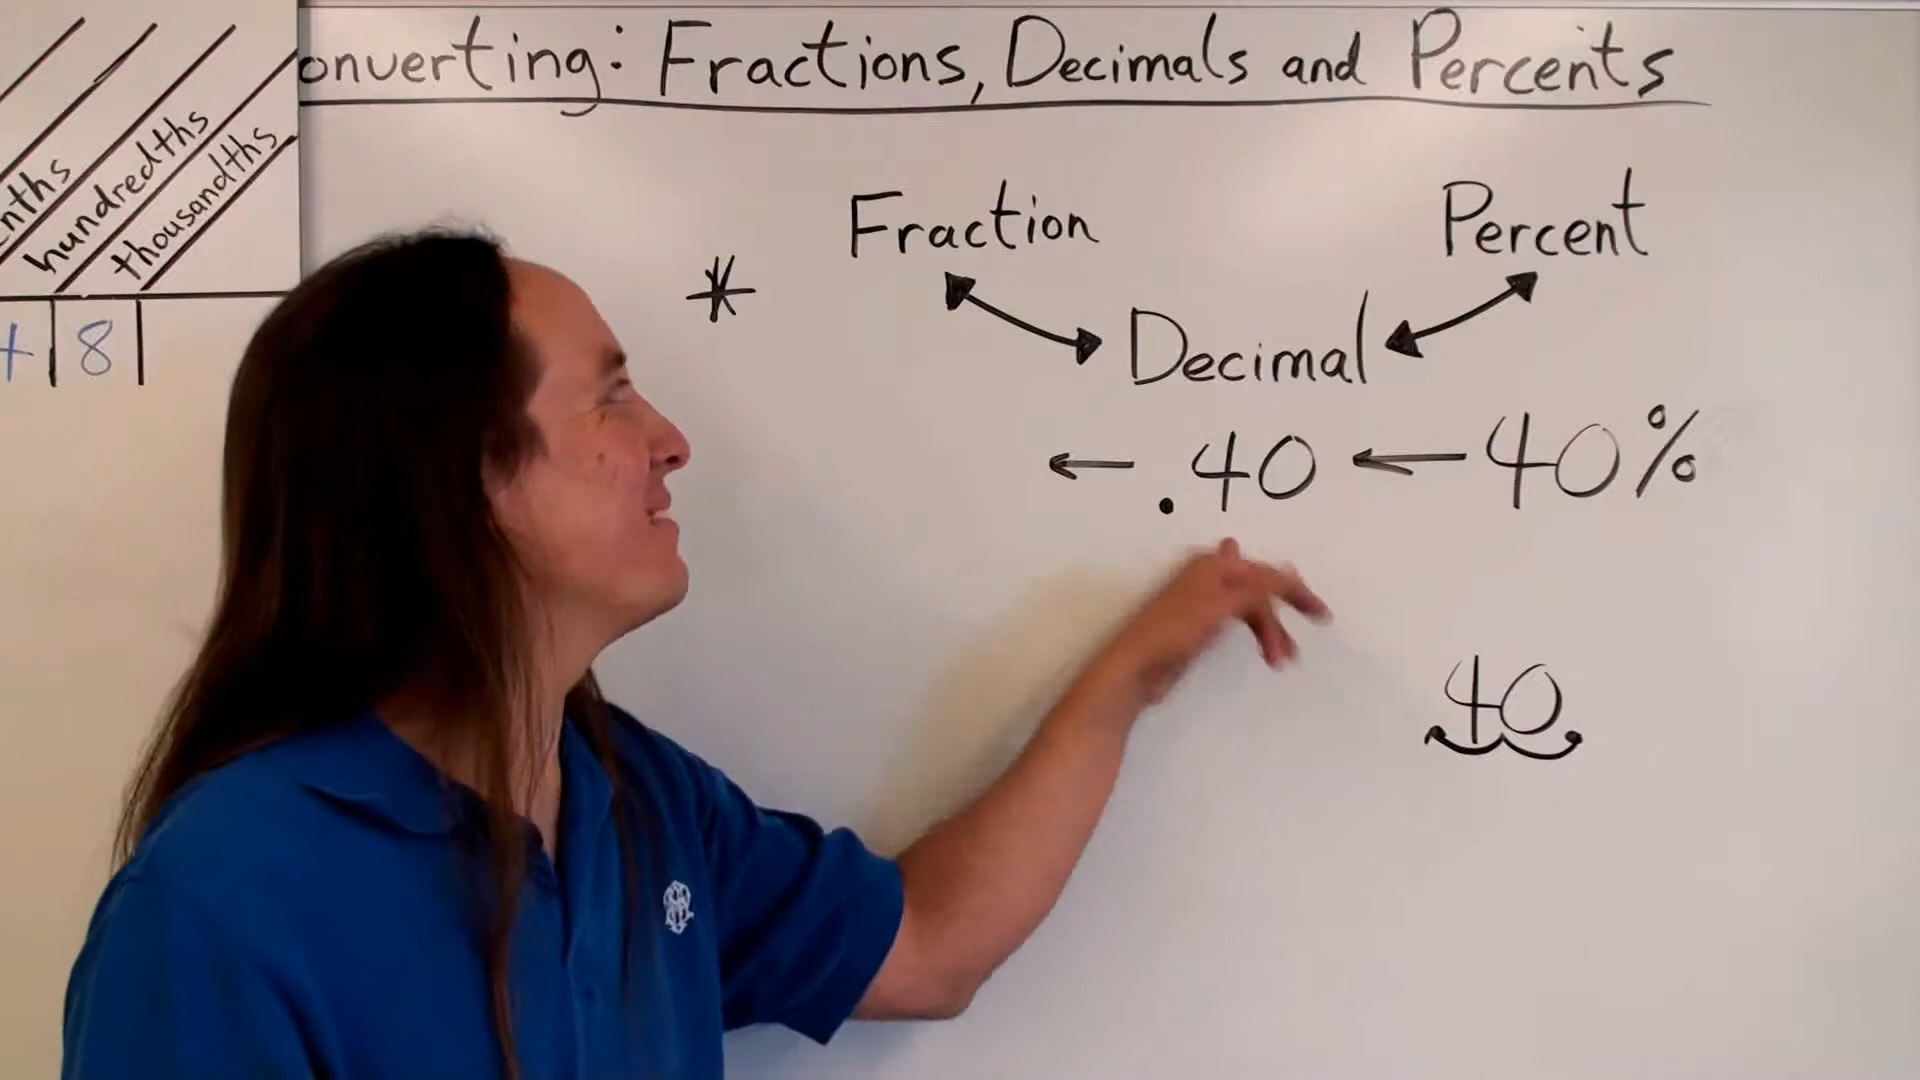 onverting: Fractions, Decimals and Percents
nths
hundredths
thousandths
8
Fraction
Percent
* Decimal
← .40 ← 40%
40